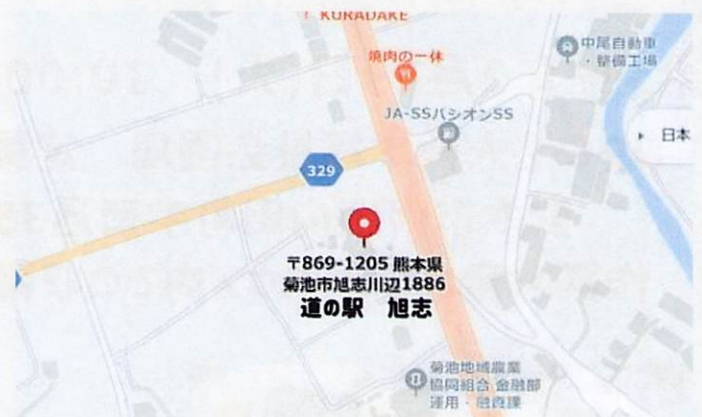 KURADAKE
焼肉の一休
中尾自動車
・整備工場
JA-SSパシオンSS
日本
329
〒869-1205 熊本県
菊池市旭志川辺1886
道の駅 旭志
菊池地域農業
協同組合 金融部
運用・融資課